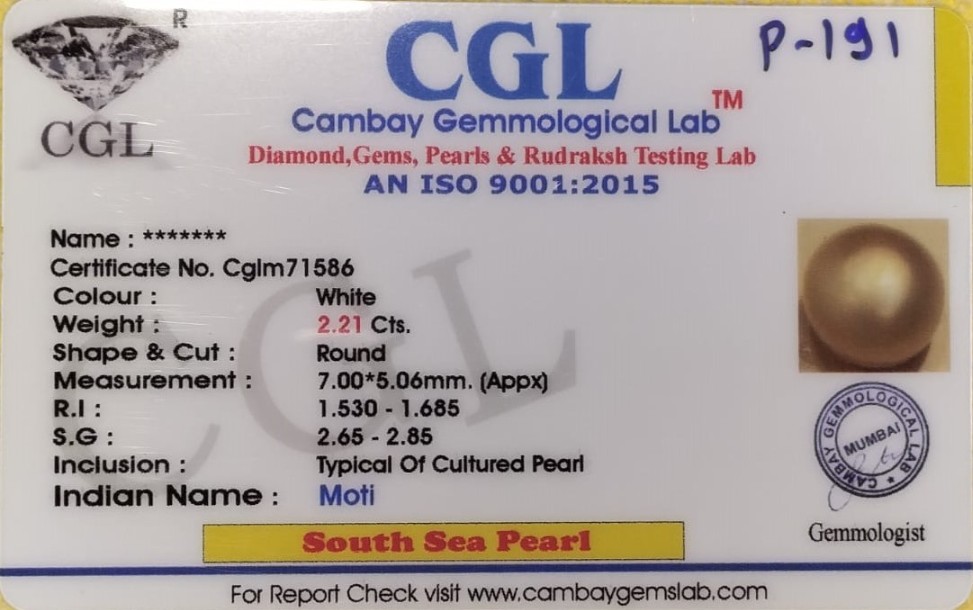 R
CGL
CGL
P-191
Cambay Gemmological Lab TM
Diamond,Gems, Pearls & Rudraksh Testing Lab
AN ISO 9001:2015
Name : *******
Certificate No. Cglm71586
Colour : White
Weight : 2.21 Cts.
Shape & Cut : Round
Measurement : 7.00*5.06mm. (Appx)
R.I : 1.530 - 1.685
S.G : 2.65 - 2.85
Inclusion : Typical Of Cultured Pearl
Indian Name : Moti
CGL
CAMBAY GEMMOLOGICAL LAB
MUMBAI
Gemmologist
South Sea Pearl
For Report Check visit www.cambaygemslab.com